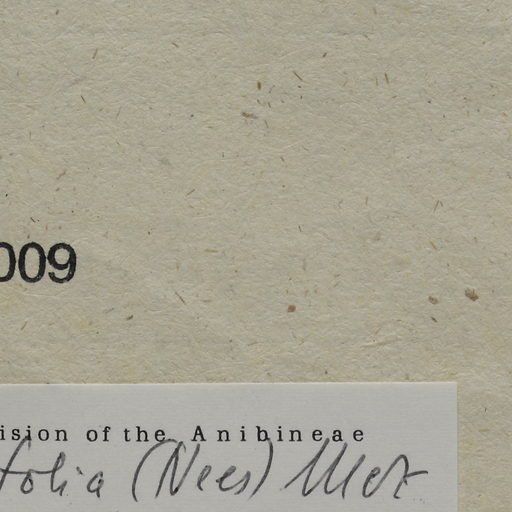 009
ision of the Anibineae
folia (Nees) Mez